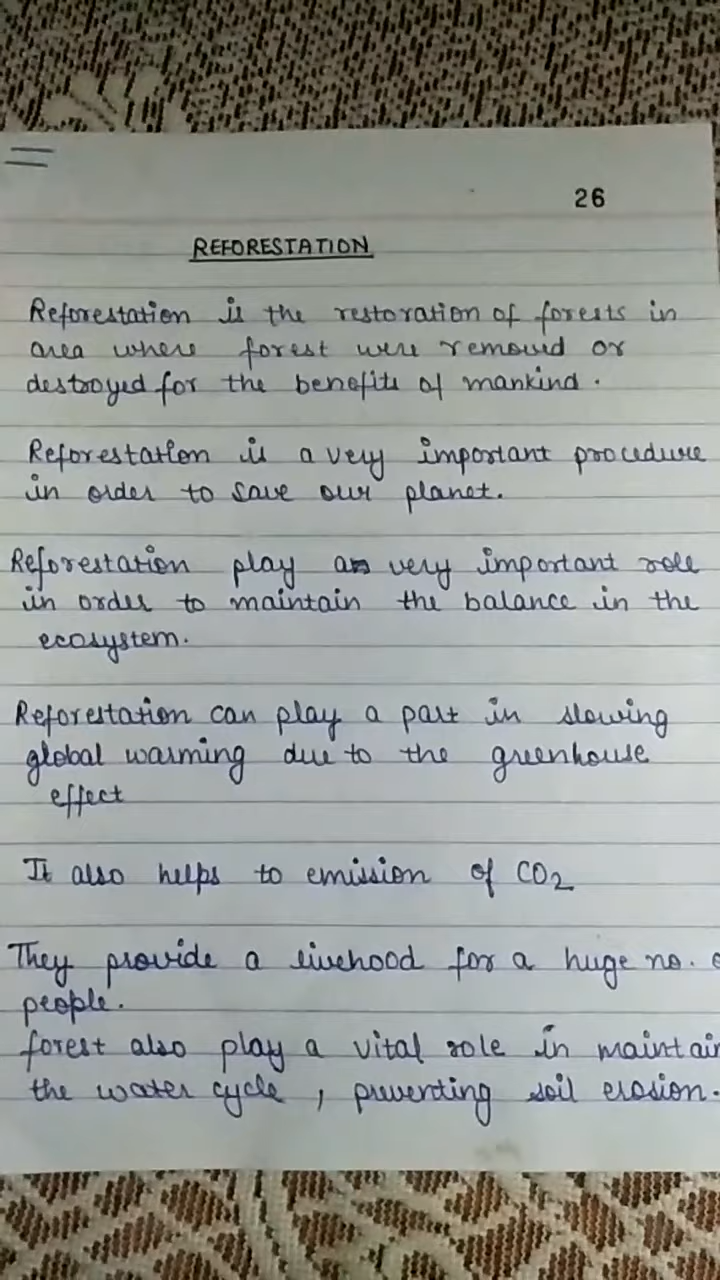 26
REFORESTATION
Reforestation is the restoration of forests in
area where forest were removed or
destroyed for the benefits of mankind.
Reforestation is a very important procedure
in order to save our planet.
Reforestation play a very important role
in order to maintain the balance in the
ecosystem.
Reforestation can play a part in slowing
global warming due to the greenhouse
effect
It also helps to emission of CO2
They provide a livehood for a huge no.
people.
forest also play a vital role in maintain
the water cycle, preventing soil erosion.